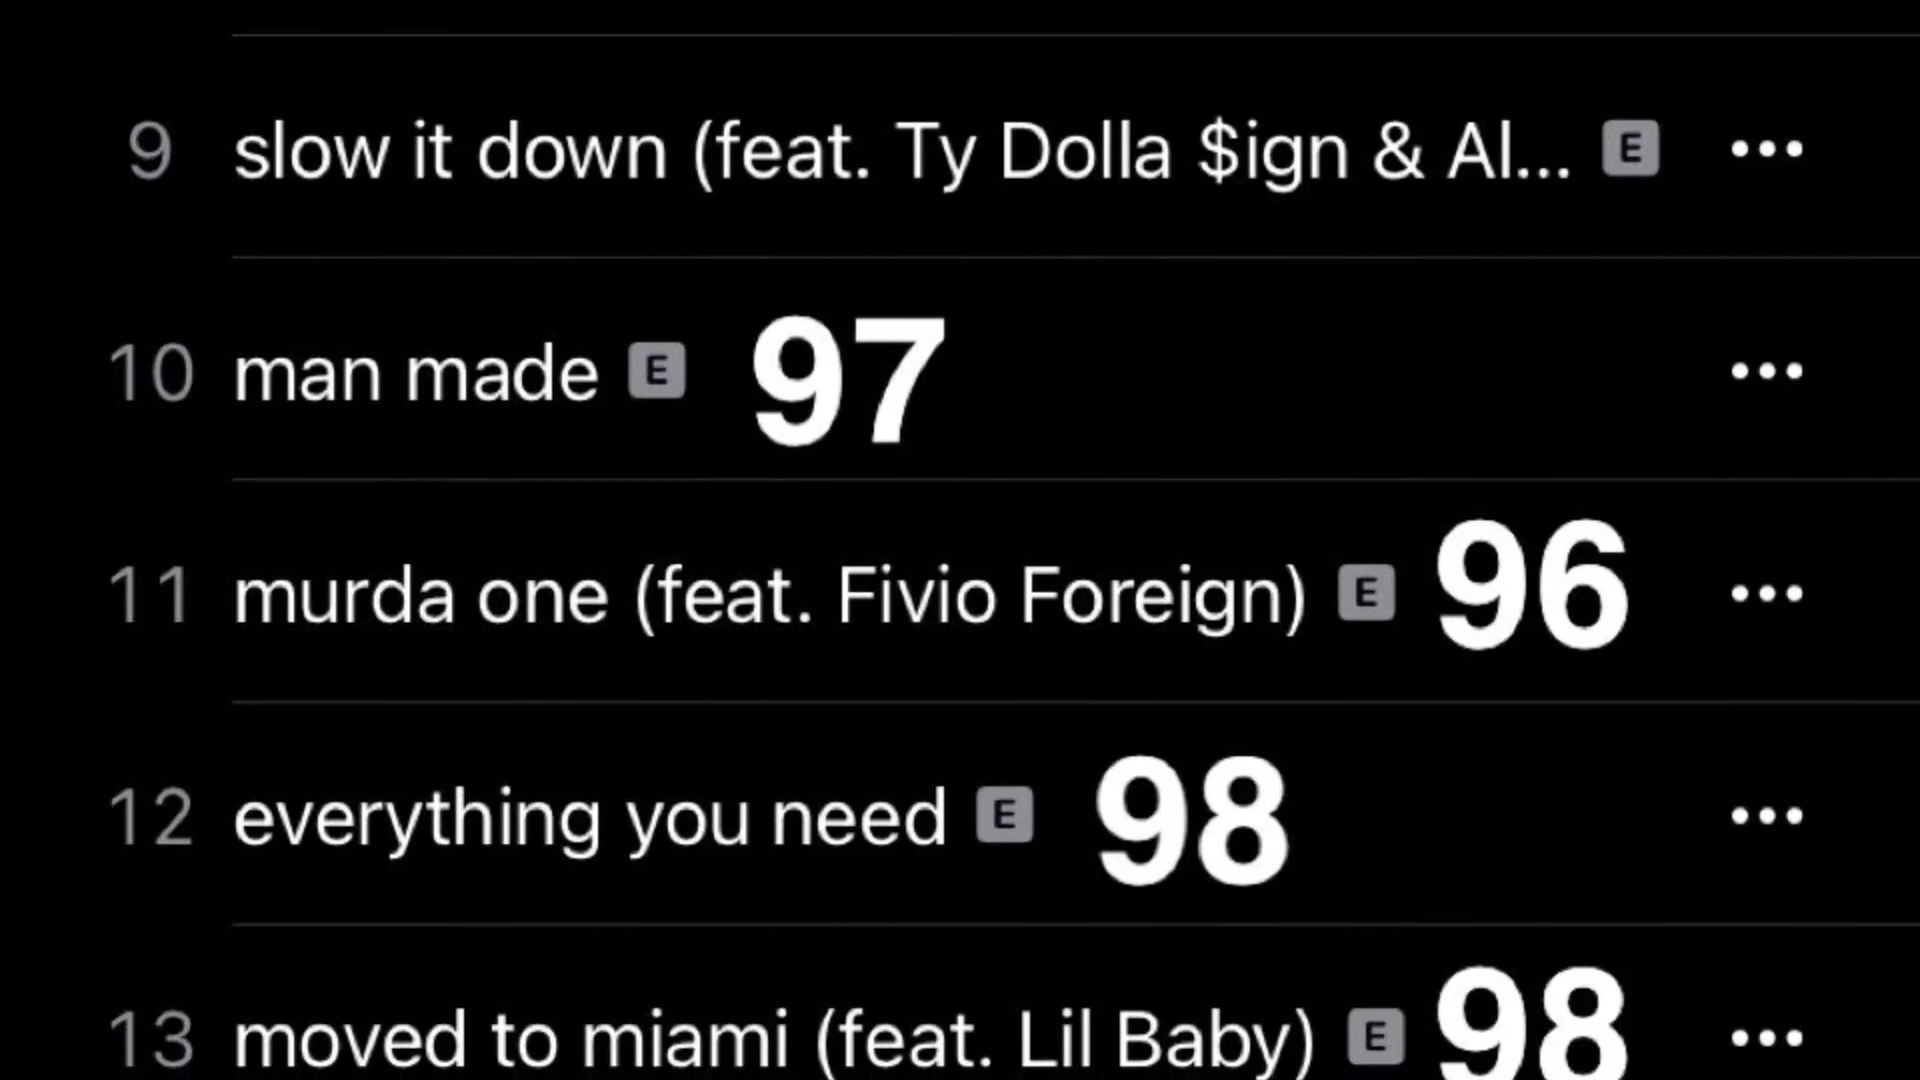 9 slow it down (feat. Ty Dolla $ign & Al... E ...
10 man made E 97 ...
11 murda one (feat. Fivio Foreign) E 96 ...
12 everything you need E 98 ...
13 moved to miami (feat. Lil Baby) E 98 ...